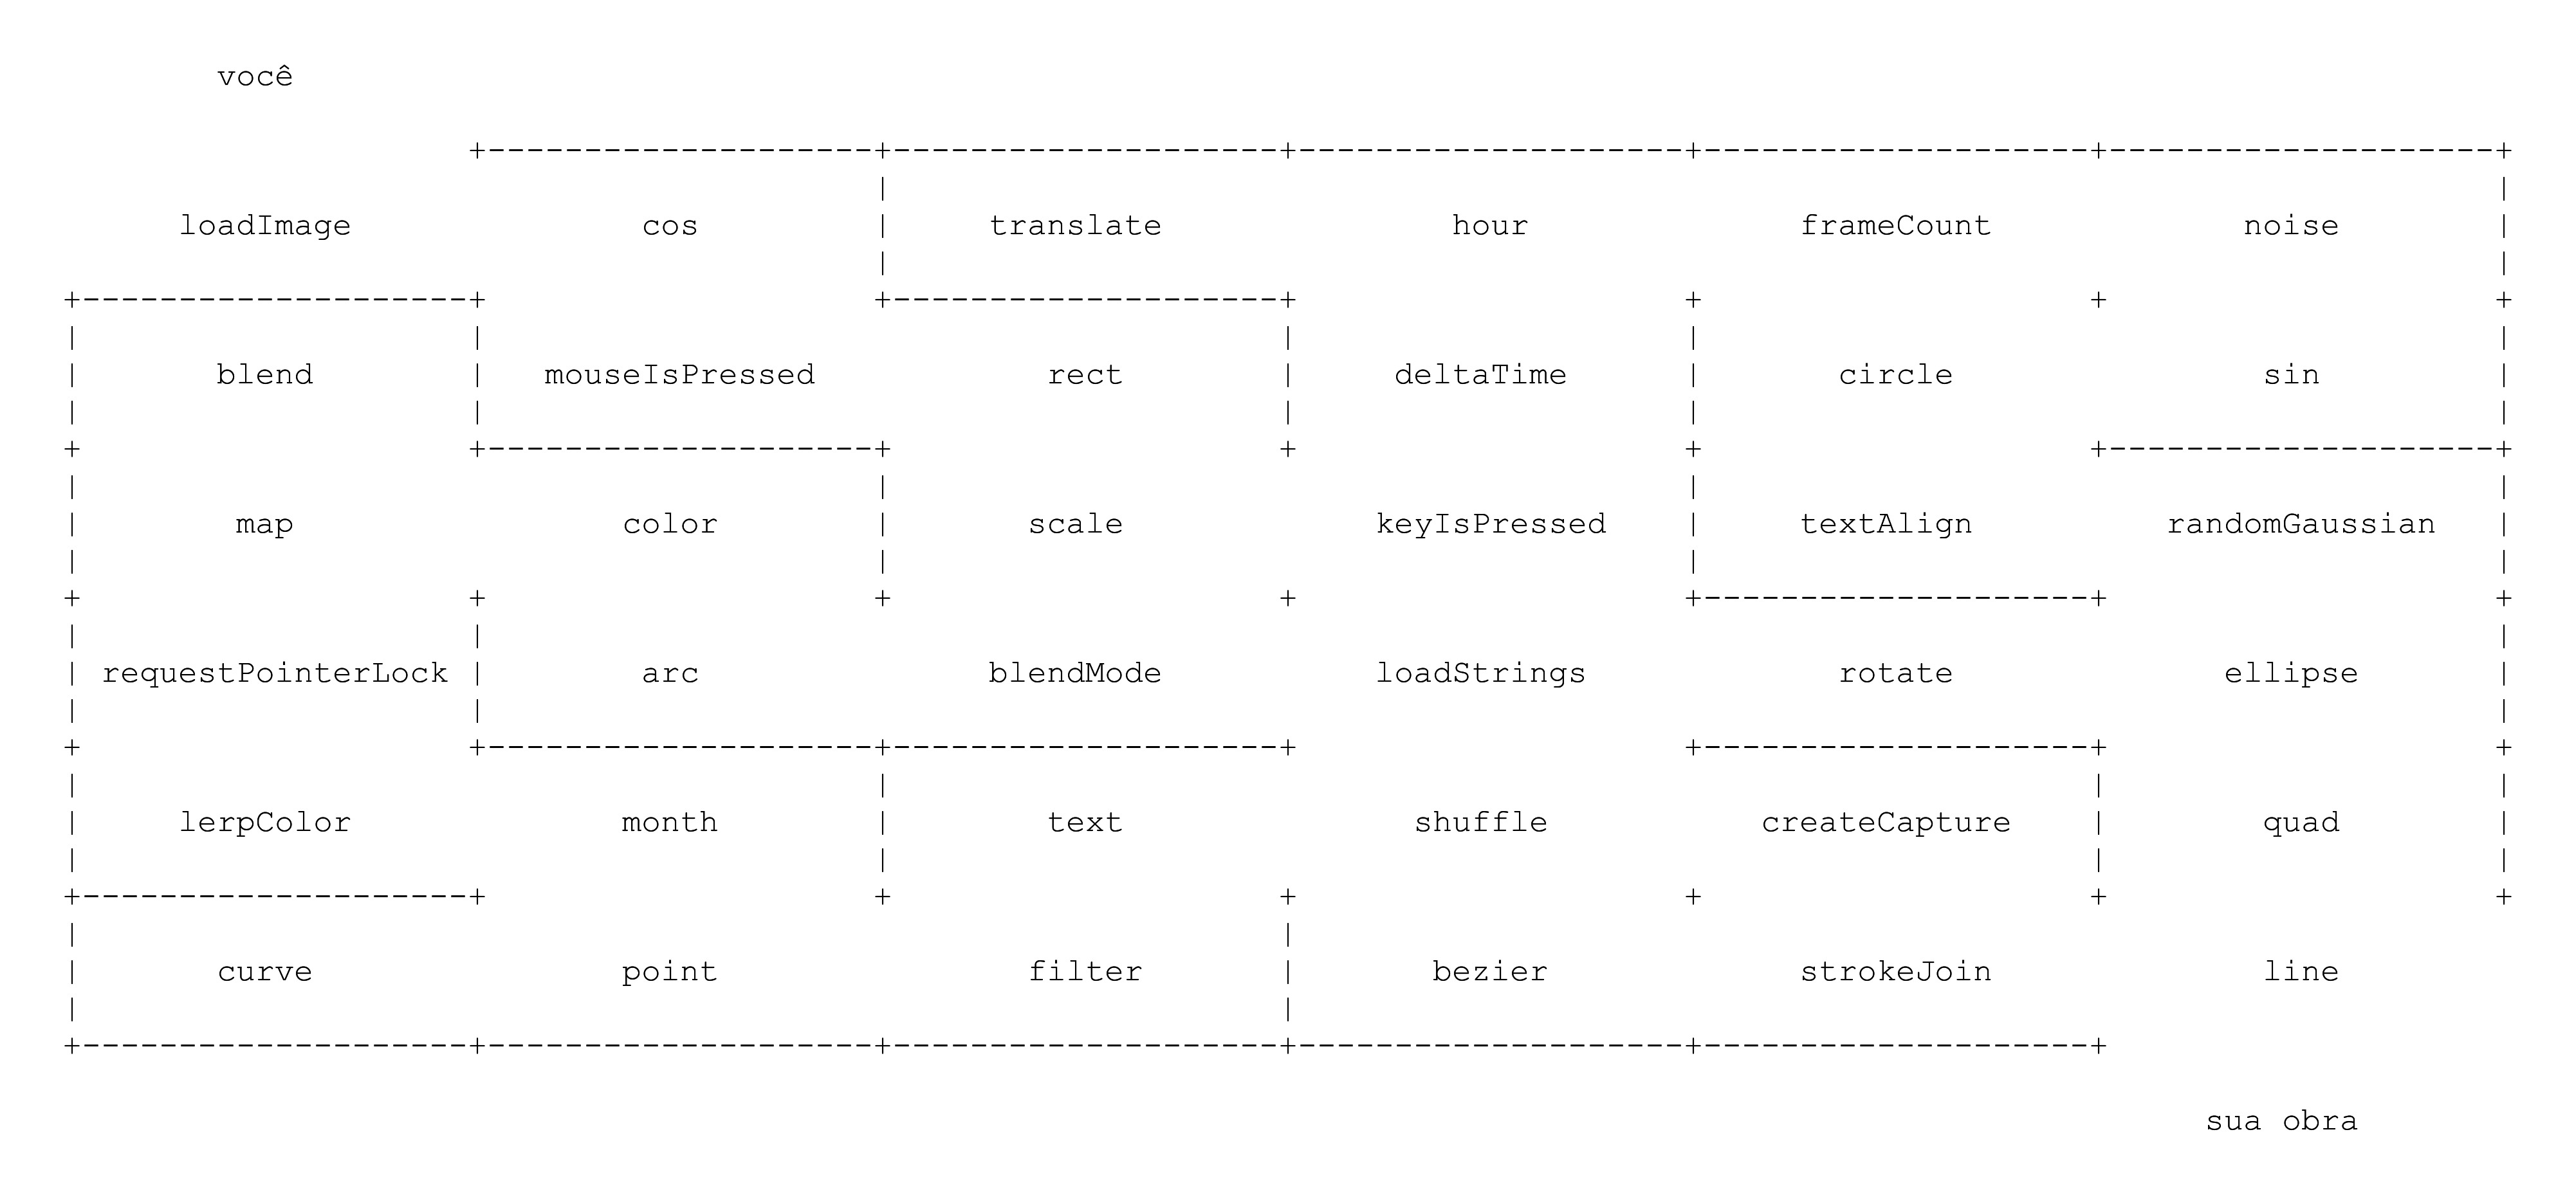 você
loadImage cos translate hour frameCount noise
blend mouseIsPressed rect deltaTime circle sin
map color scale keyIsPressed textAlign randomGaussian
requestPointerLock arc blendMode loadStrings rotate ellipse
lerpColor month text shuffle createCapture quad
curve point filter bezier strokeJoin line
sua obra